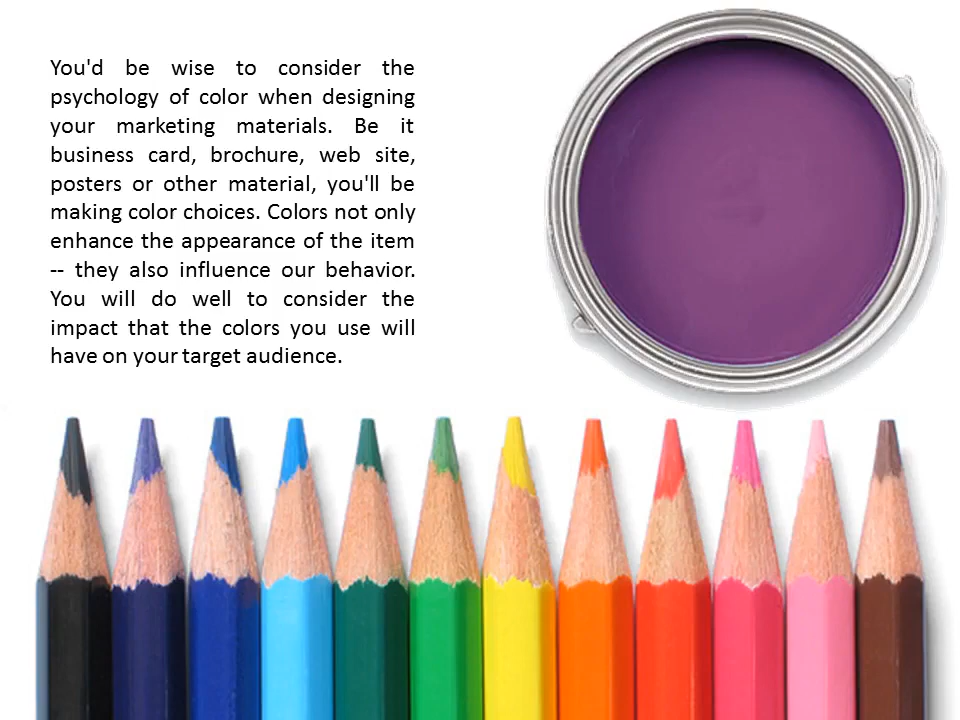 You'd be wise to consider the
psychology of color when designing
your marketing materials. Be it
business card, brochure, web site,
posters or other material, you'll be
making color choices. Colors not only
enhance the appearance of the item
-- they also influence our behavior.
You will do well to consider the
impact that the colors you use will
have on your target audience.